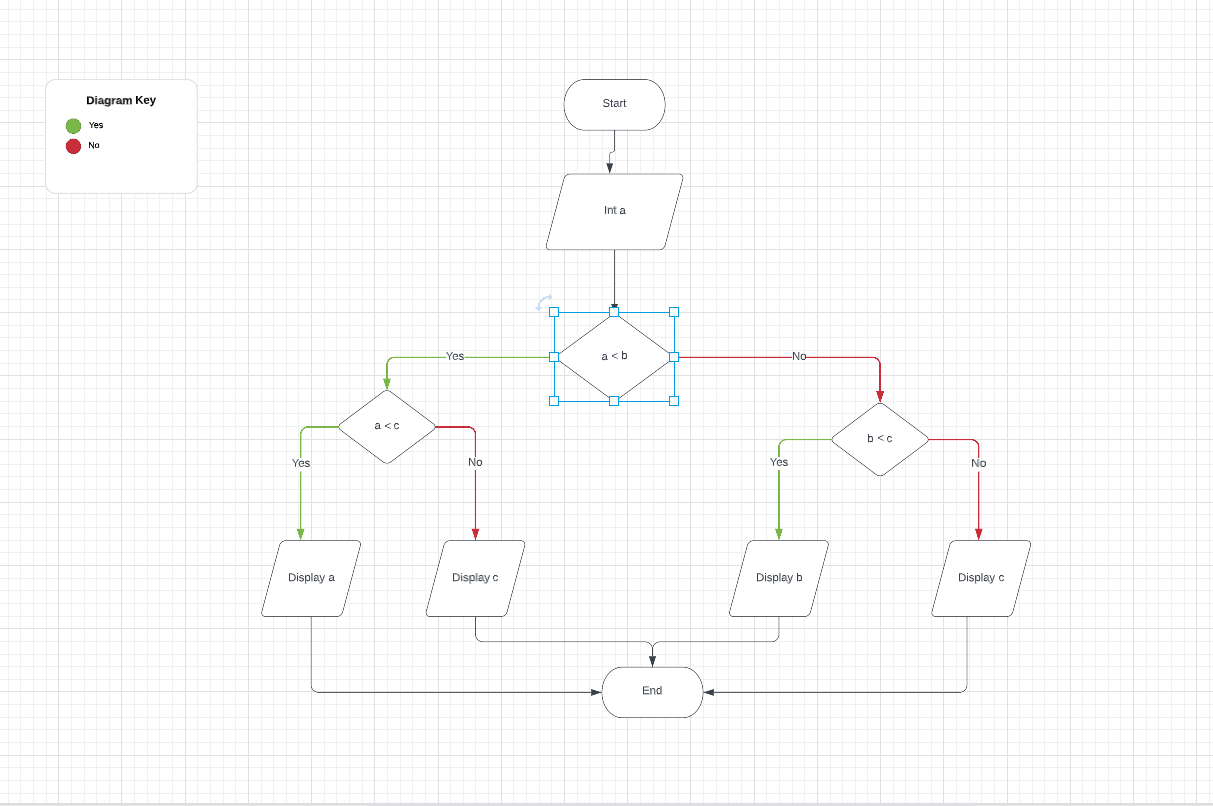 Diagram Key
Yes
No
Start
Int a
a < b
Yes
No
a < c
b < c
Yes
No
Yes
No
Display a
Display c
Display b
Display c
End